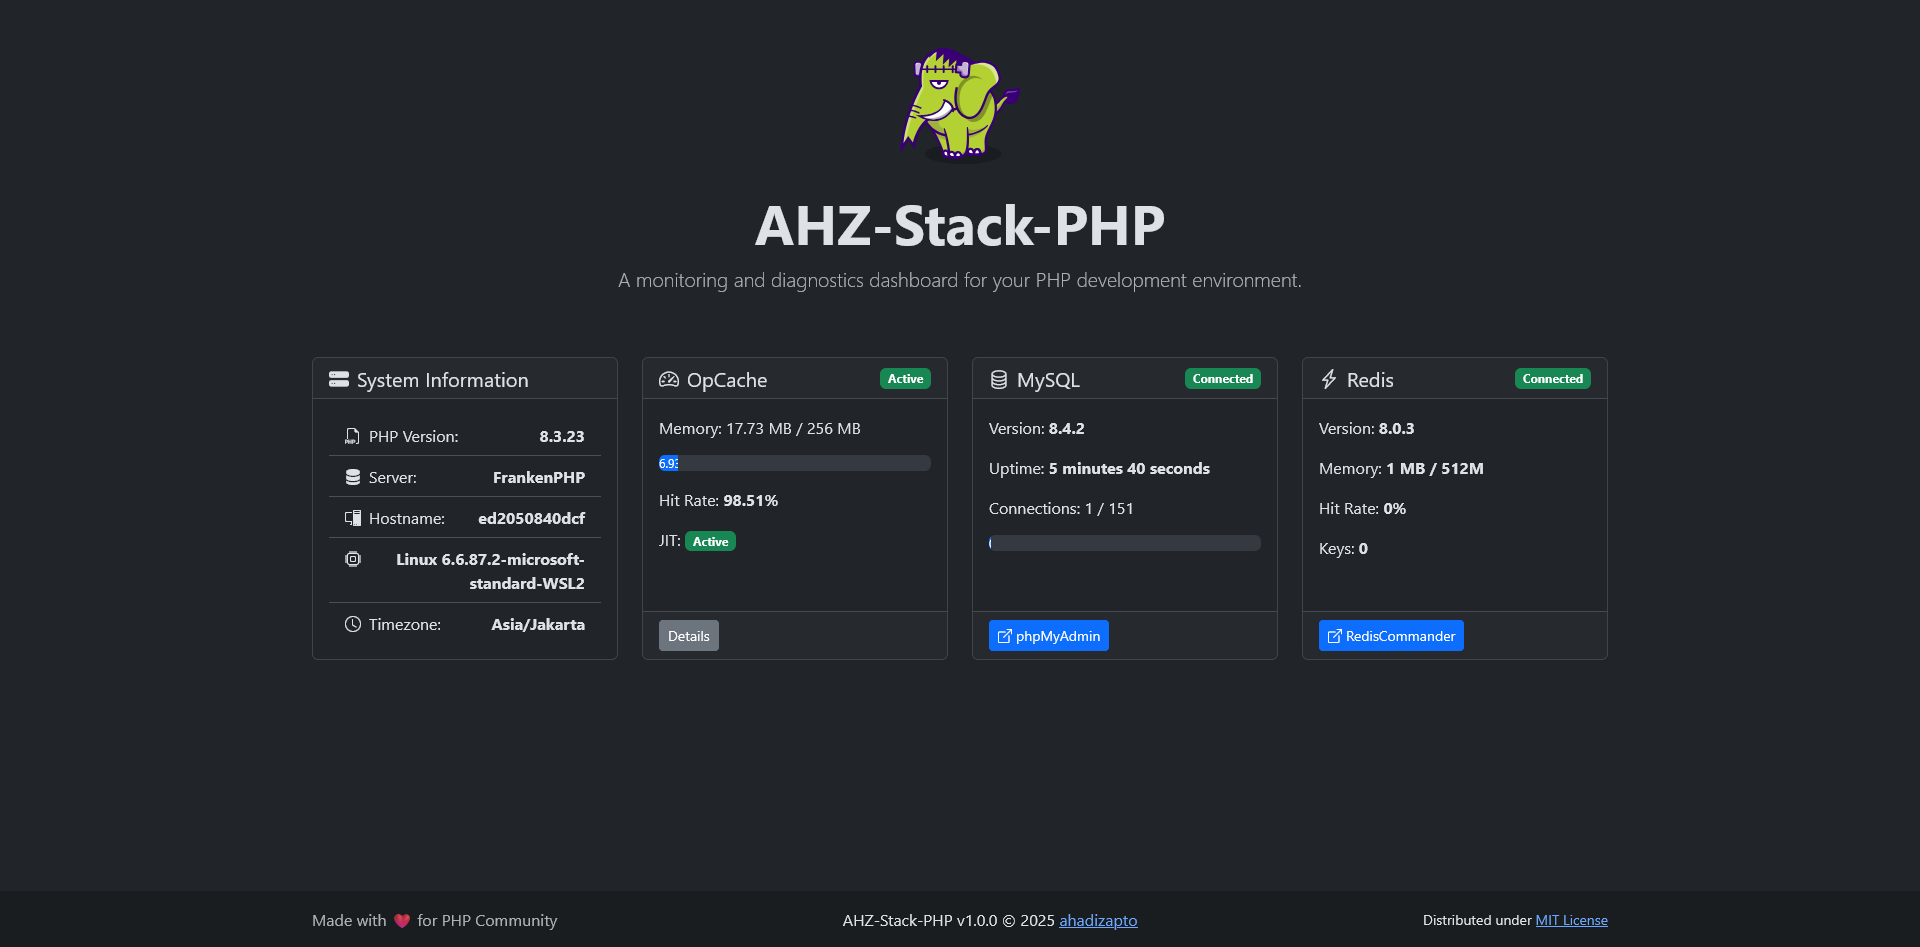 AHZ-Stack-PHP
A monitoring and diagnostics dashboard for your PHP development environment.
System Information
PHP Version: 8.3.23
Server: FrankenPHP
Hostname: ed2050840dcf
Linux 6.6.87.2-microsoft-
standard-WSL2
Timezone: Asia/Jakarta
OpCache Active
Memory: 17.73 MB / 256 MB
6.93
Hit Rate: 98.51%
JIT: Active
Details
MySQL Connected
Version: 8.4.2
Uptime: 5 minutes 40 seconds
Connections: 1 / 151
phpMyAdmin
Redis Connected
Version: 8.0.3
Memory: 1 MB / 512M
Hit Rate: 0%
Keys: 0
RedisCommander
Made with ❤ for PHP Community
AHZ-Stack-PHP v1.0.0 © 2025 ahadizapto
Distributed under MIT License